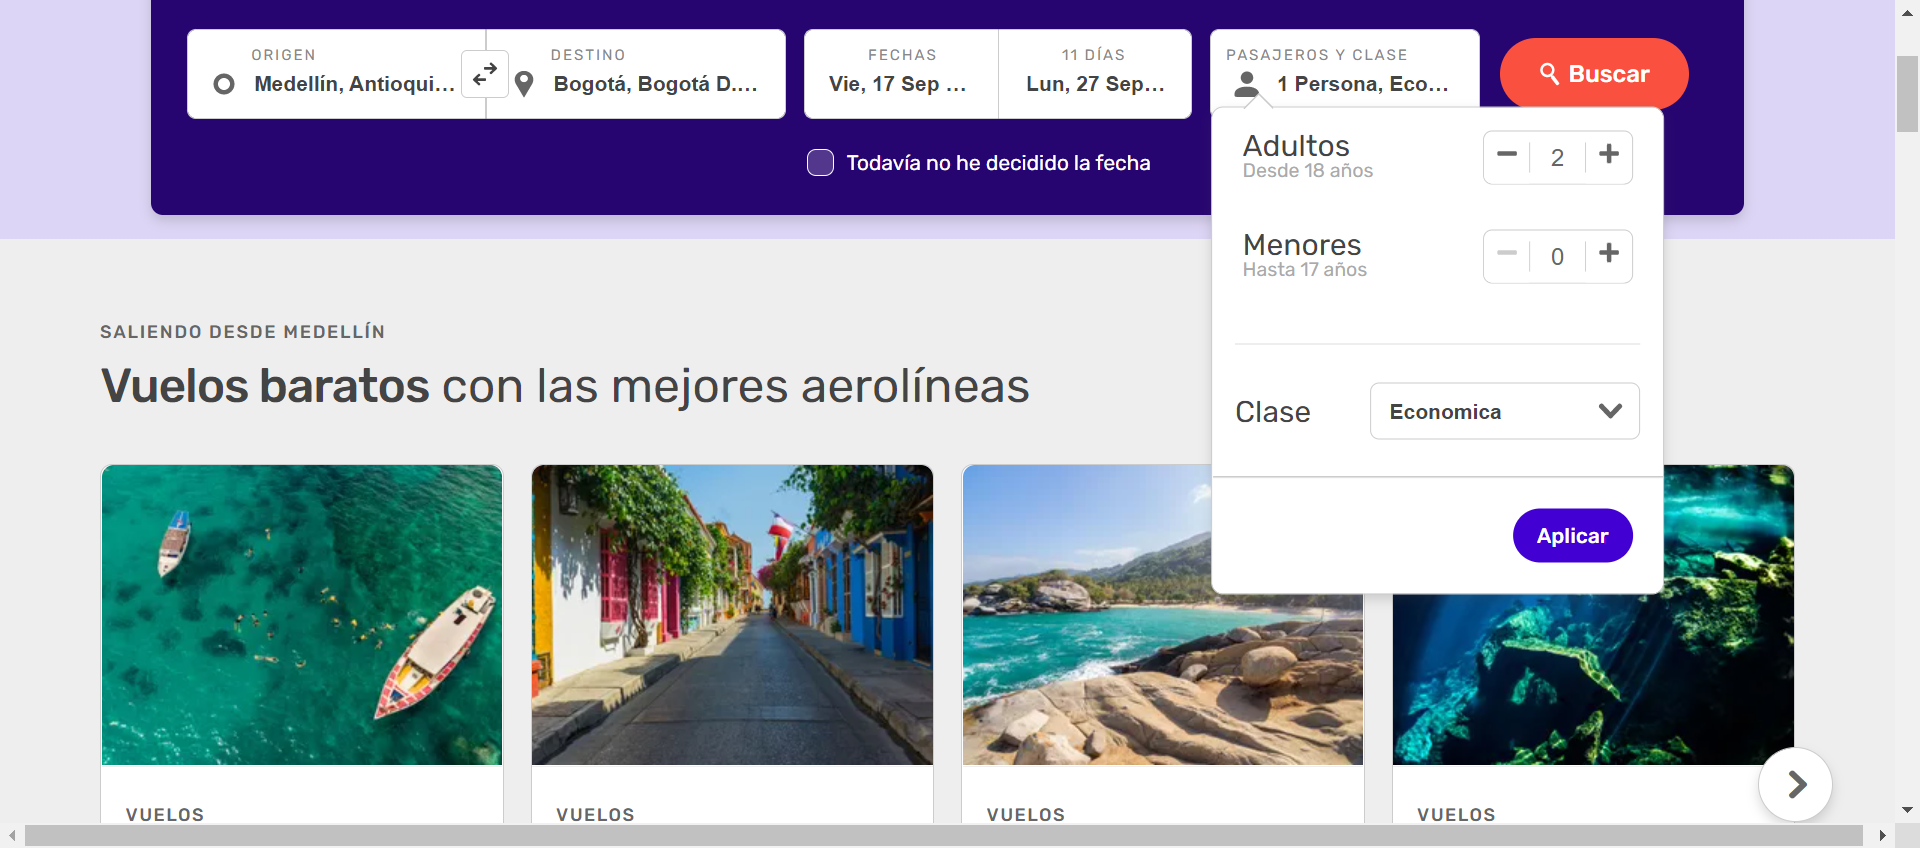 ORIGEN
Medellín, Antioqui...
DESTINO
Bogotá, Bogotá D....
FECHAS
Vie, 17 Sep ...
11 DÍAS
Lun, 27 Sep...
PASAJEROS Y CLASE
1 Persona, Eco...
Buscar
Todavía no he decidido la fecha
Adultos
Desde 18 años
2
Menores
Hasta 17 años
0
Clase
Economica
Aplicar
SALIENDO DESDE MEDELLÍN
Vuelos baratos con las mejores aerolíneas
VUELOS
VUELOS
VUELOS
VUELOS